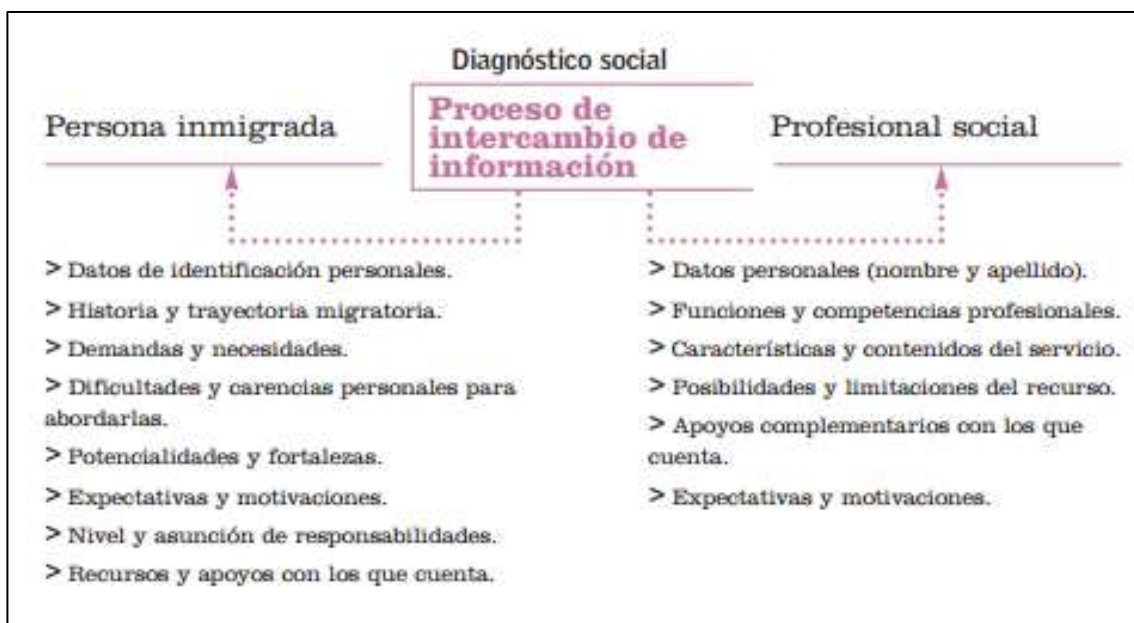 Diagnóstico social
Persona inmigrada
Proceso de
intercambio de
información
Profesional social
> Datos de identificación personales.
> Historia y trayectoria migratoria.
> Demandas y necesidades.
> Dificultades y carencias personales para
abordarlas.
> Potencialidades y fortalezas.
> Expectativas y motivaciones.
> Nivel y asunción de responsabilidades.
> Recursos y apoyos con los que cuenta.
> Datos personales (nombre y apellido).
> Funciones y competencias profesionales.
> Características y contenidos del servicio.
> Posibilidades y limitaciones del recurso.
> Apoyos complementarios con los que
cuenta.
> Expectativas y motivaciones.